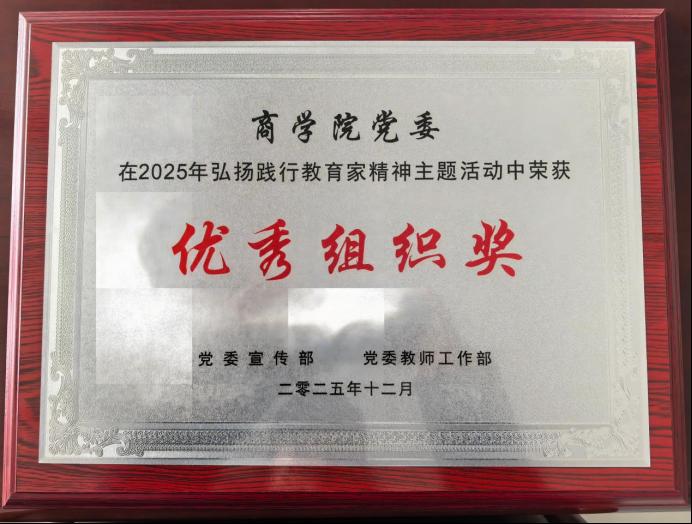 商学院党委
在2025年弘扬践行教育家精神主题活动中荣获
优秀组织奖
党委宣传部 党委教师工作部
二零二五年十二月